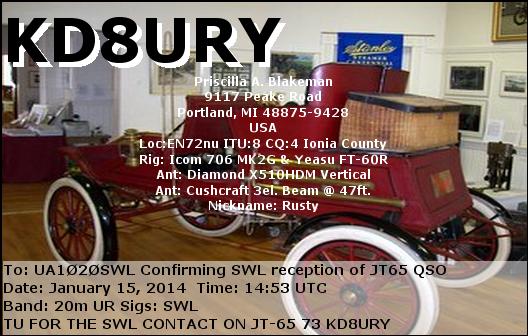 KD8URY
Stanley
STEAMER
CENTENNIAL
Priscilla A. Blakeman
9117 Peake Road
Portland, MI 48875-9428
USA
Loc:EN72nu ITU:8 CQ:4 Ionia County
Rig: Icom 706 MK2G & Yeasu FT-60R
Ant: Diamond X510HDM Vertical
Ant: Cushcraft 3el. Beam @ 47ft.
Nickname: Rusty
To: UA1Ø2ØSWL Confirming SWL reception of JT65 QSO
Date: January 15, 2014 Time: 14:53 UTC
Band: 20m UR Sigs: SWL
TU FOR THE SWL CONTACT ON JT-65 73 KD8URY